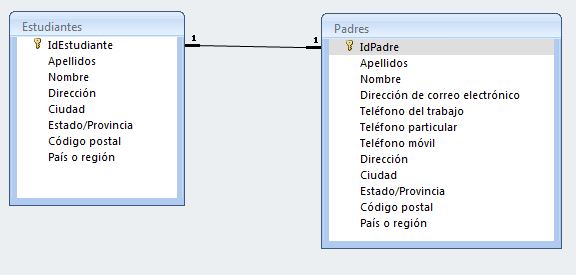 Estudiantes
IdEstudiante
Apellidos
Nombre
Dirección
Ciudad
Estado/Provincia
Código postal
País o región
1
1
Padres
IdPadre
Apellidos
Nombre
Dirección de correo electrónico
Teléfono del trabajo
Teléfono particular
Teléfono móvil
Dirección
Ciudad
Estado/Provincia
Código postal
País o región